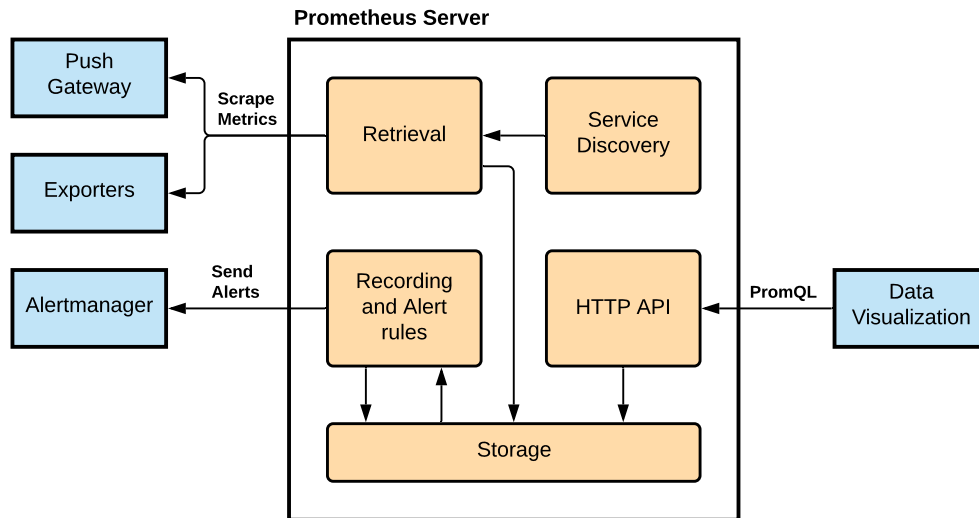 Prometheus Server
Push
Gateway
Scrape
Metrics
Retrieval
Service
Discovery
Exporters
Send
Alerts
Alertmanager
Recording
and Alert
rules
HTTP API
PromQL
Data
Visualization
Storage